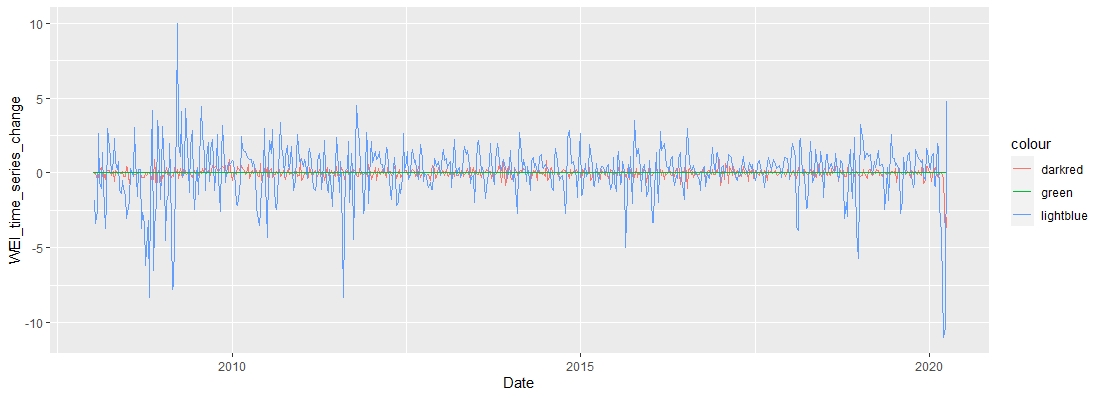 WEI_time_series_change
10
5
0
-5
-10
2010
2015
2020
Date
colour
darkred
green
lightblue